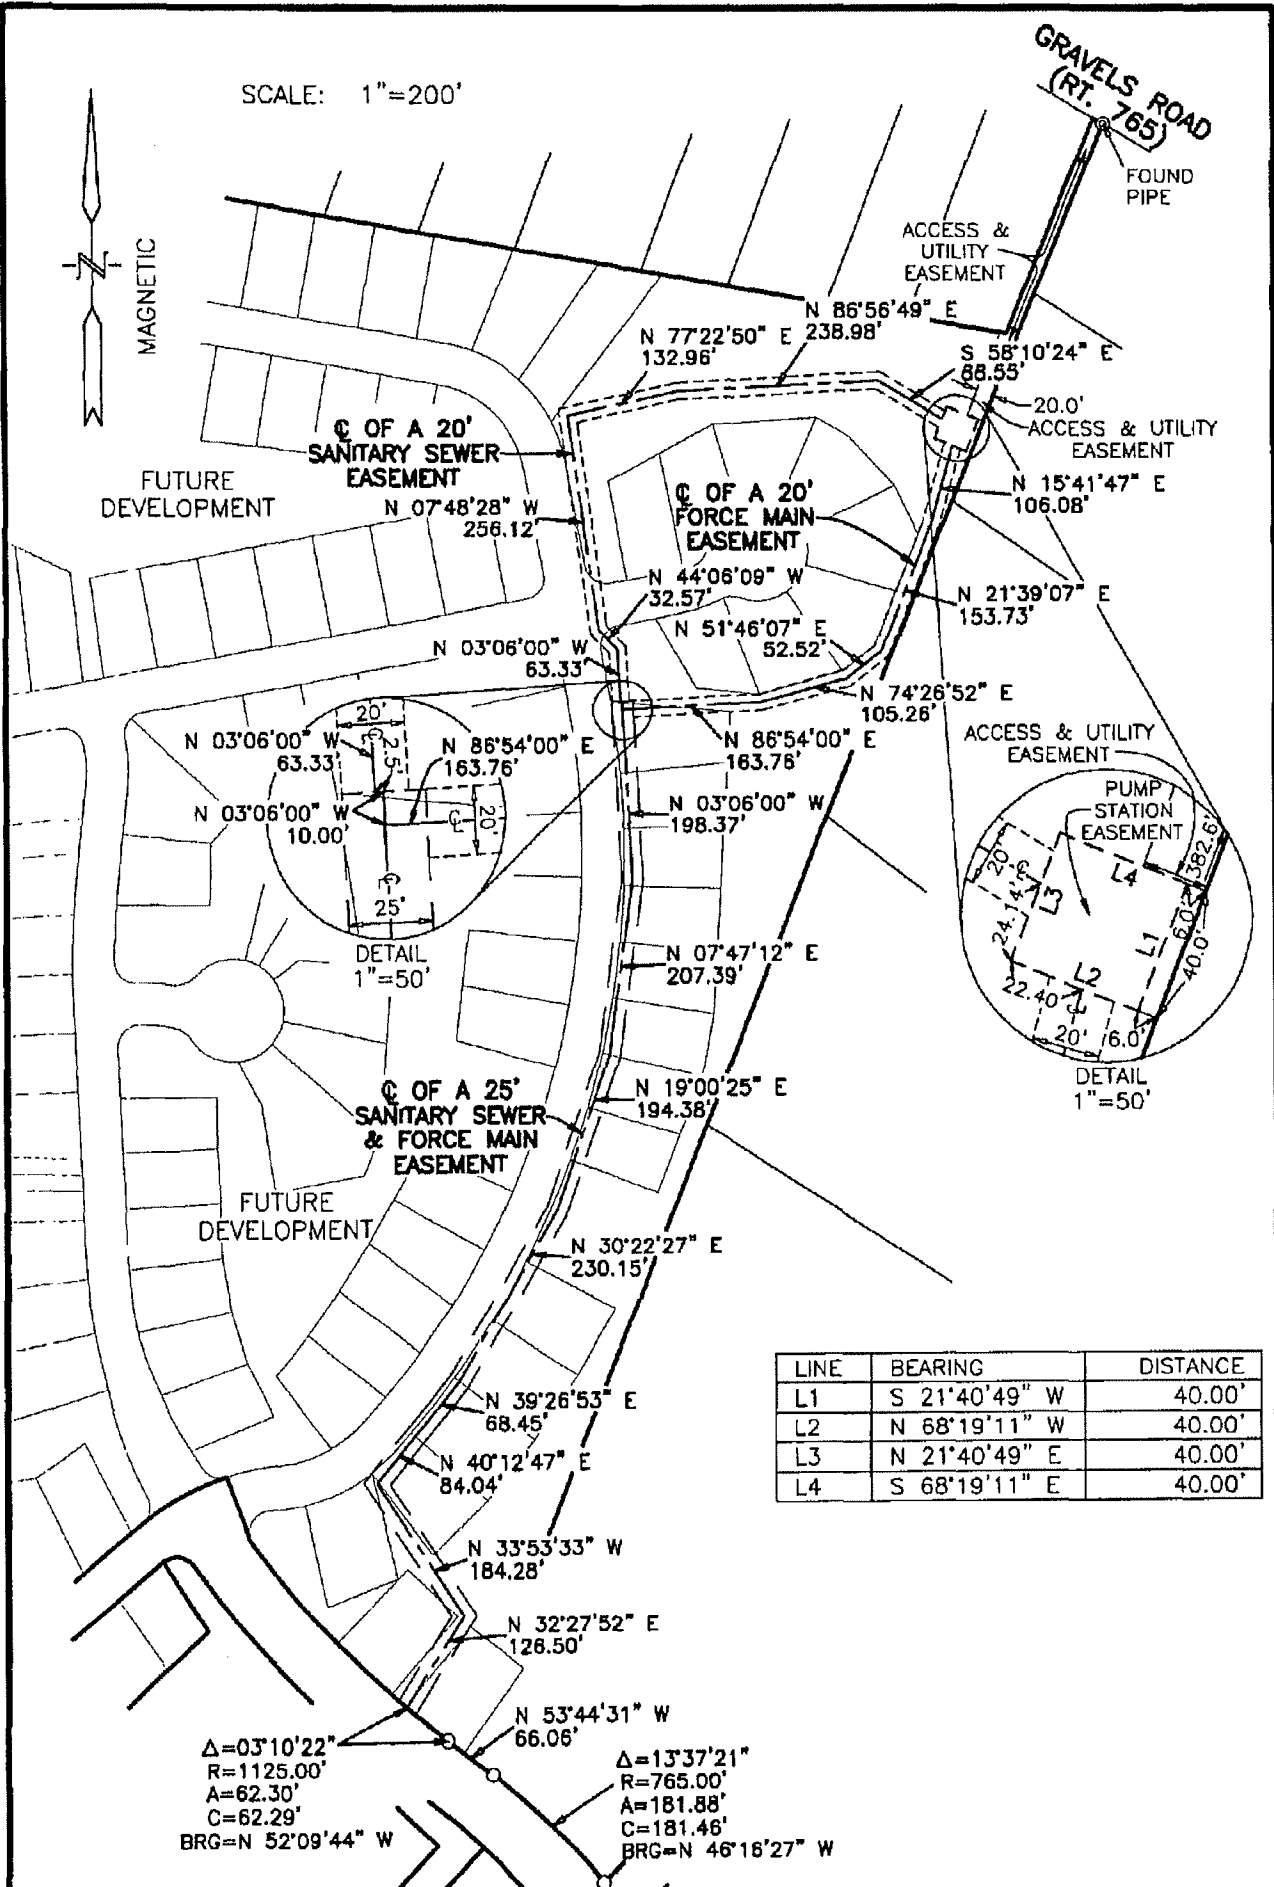 GRAVELS ROAD
(RT. 765)
SCALE: 1"=200'
FOUND
PIPE
MAGNETIC
N
ACCESS &
UTILITY
EASEMENT
N 86°56'49" E
238.98'
N 77°22'50" E
132.96'
S 58°10'24" E
88.55'
20.0'
ACCESS & UTILITY
EASEMENT
℄ OF A 20'
SANITARY SEWER
EASEMENT
FUTURE
DEVELOPMENT
N 07°48'28" W
256.12'
℄ OF A 20'
FORCE MAIN
EASEMENT
N 15°41'47" E
106.08'
N 44°06'09" W
32.57'
N 21°39'07" E
153.73'
N 51°46'07" E
52.52'
N 03°06'00" W
63.33'
N 74°26'52" E
105.26'
N 86°54'00" E
163.76'
N 03°06'00" W
198.37'
20'
N 03°06'00" W
63.33'
2.5'
N 86°54'00" E
163.76'
N 03°06'00" W
10.00'
℄
℄
20'
℄
25'
DETAIL
1"=50'
ACCESS & UTILITY
EASEMENT
PUMP
STATION
EASEMENT
382.6'
20'
℄
L4
L3
24.14'
6.0'
L1
40.0'
L2
22.40'
℄
20'
6.0'
DETAIL
1"=50'
N 07°47'12" E
207.39'
N 19°00'25" E
194.38'
℄ OF A 25'
SANITARY SEWER
& FORCE MAIN
EASEMENT
FUTURE
DEVELOPMENT
N 30°22'27" E
230.15'
N 39°26'53" E
68.45'
N 40°12'47" E
84.04'
N 33°53'33" W
184.28'
N 32°27'52" E
126.50'
N 53°44'31" W
66.06'
LINE BEARING DISTANCE
L1 S 21°40'49" W 40.00'
L2 N 68°19'11" W 40.00'
L3 N 21°40'49" E 40.00'
L4 S 68°19'11" E 40.00'
Δ=03°10'22"
R=1125.00'
A=62.30'
C=62.29'
BRG=N 52°09'44" W
Δ=13°37'21"
R=765.00'
A=181.88'
C=181.46'
BRG=N 46°16'27" W